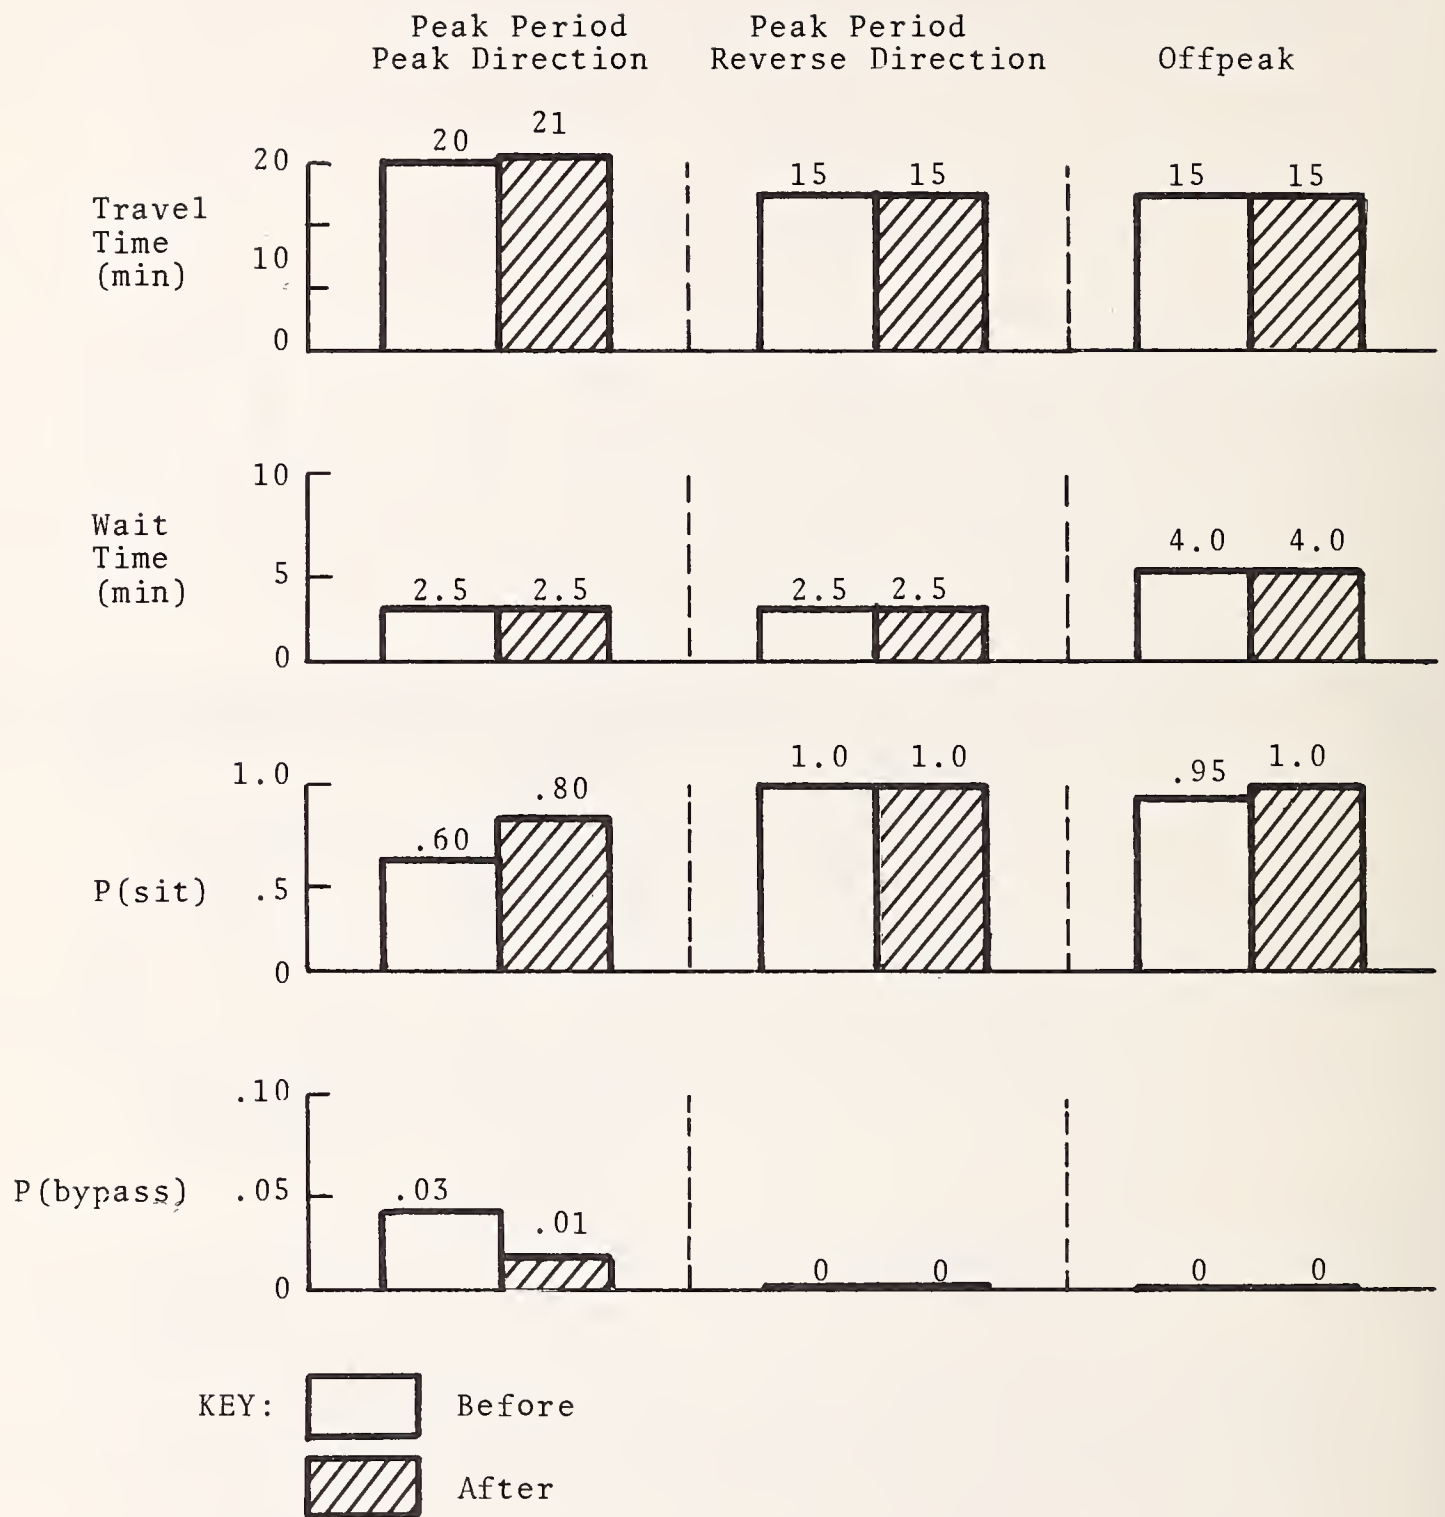 Peak Period
Peak Direction
Peak Period
Reverse Direction
Offpeak
Travel
Time
(min)
20
10
0
20
21
15
15
15
15
Wait
Time
(min)
10
5
0
2.5
2.5
2.5
2.5
4.0
4.0
P(sit)
1.0
.5
0
.60
.80
1.0
1.0
.95
1.0
P(bypass)
.10
.05
0
.03
.01
0
0
0
0
KEY:
Before
After